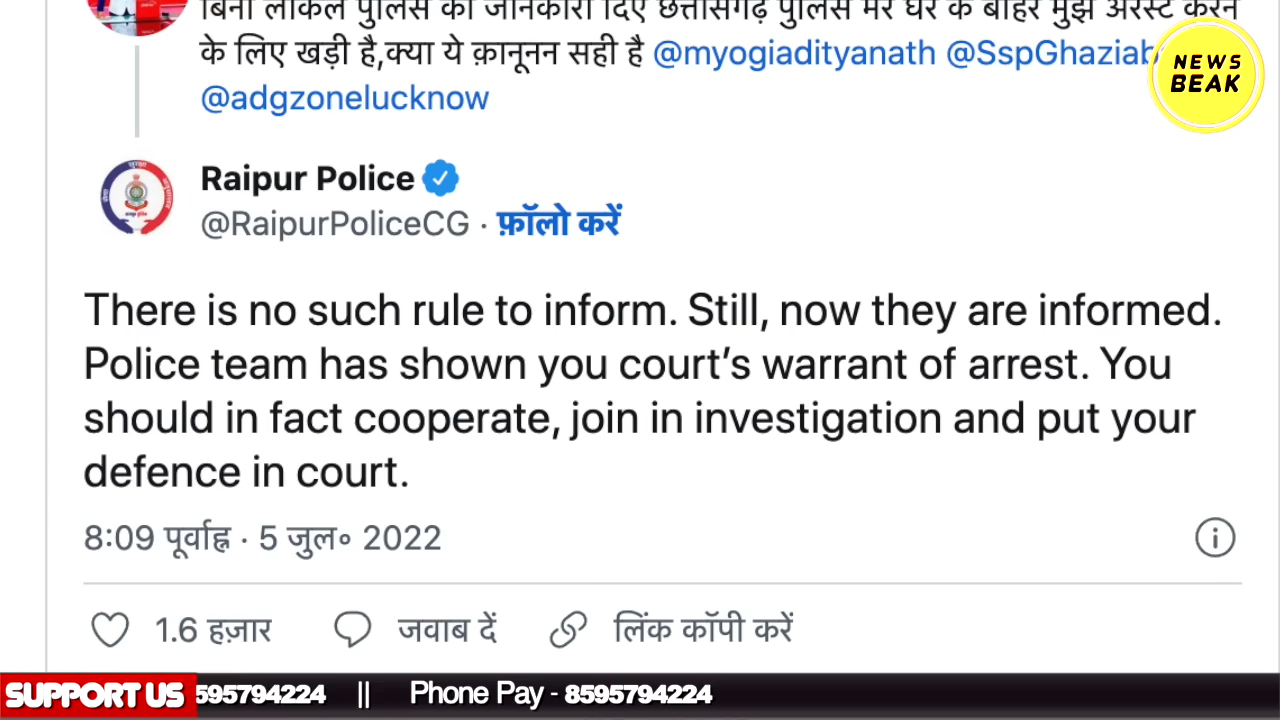 बिना लोकल पुलिस को जानकारी दिए छत्तीसगढ़ पुलिस मेरे घर के बाहर मुझे अरेस्ट करने
के लिए खड़ी है,क्या ये क़ानूनन सही है @myogiadityanath @SspGhaziab
@adgzonelucknow
NEWS
BEAK
Raipur Police
@RaipurPoliceCG · फ़ॉलो करें
There is no such rule to inform. Still, now they are informed.
Police team has shown you court’s warrant of arrest. You
should in fact cooperate, join in investigation and put your
defence in court.
8:09 पूर्वाह्न · 5 जुल॰ 2022
1.6 हज़ार जवाब दें लिंक कॉपी करें
SUPPORT US 595794224 || Phone Pay - 8595794224